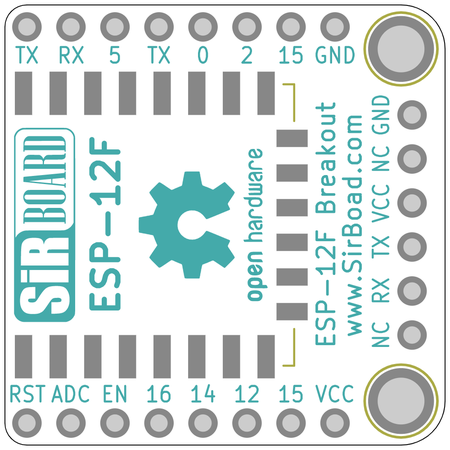 TX RX 5 TX 0 2 15 GND
SiR BOARD
ESP-12F
open hardware
ESP-12F Breakout
www.SirBoad.com
NC RX TX VCC NC GND
RST ADC EN 16 14 12 15 VCC